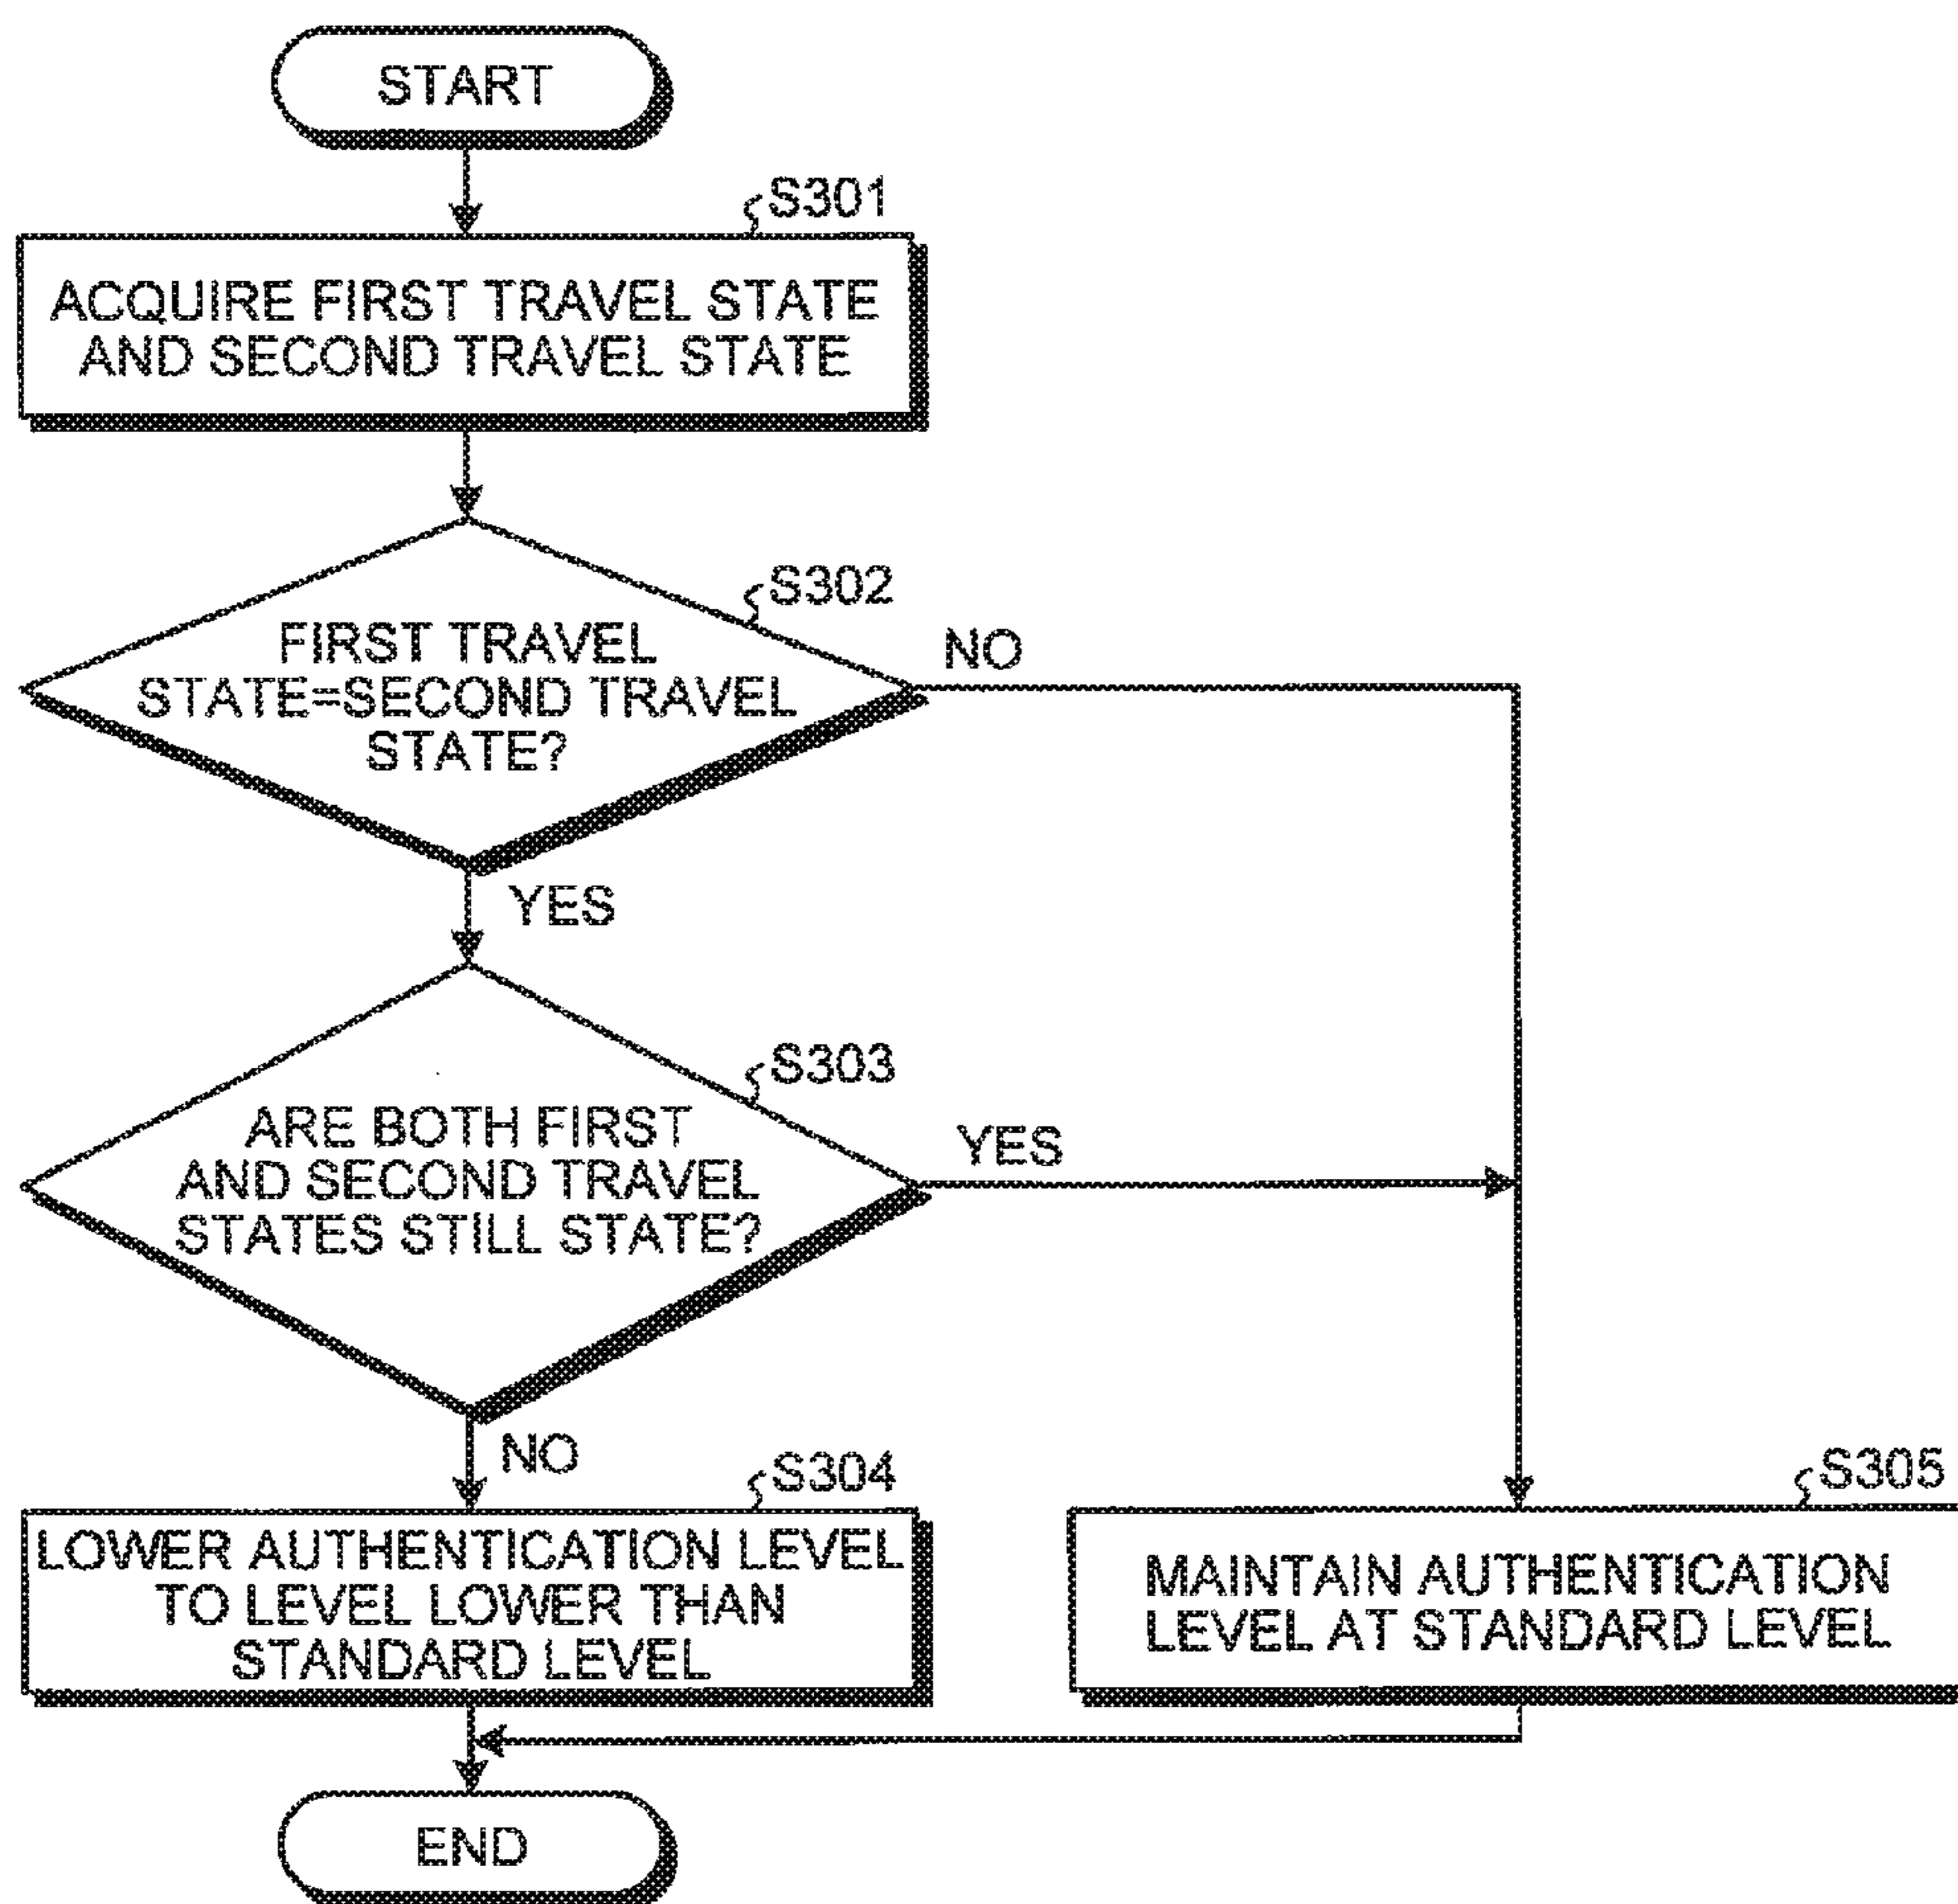 START
S301
ACQUIRE FIRST TRAVEL STATE
AND SECOND TRAVEL STATE
S302
FIRST TRAVEL
STATE=SECOND TRAVEL
STATE?
NO
YES
S303
ARE BOTH FIRST
AND SECOND TRAVEL
STATES STILL STATE?
YES
NO
S304
LOWER AUTHENTICATION LEVEL
TO LEVEL LOWER THAN
STANDARD LEVEL
S305
MAINTAIN AUTHENTICATION
LEVEL AT STANDARD LEVEL
END